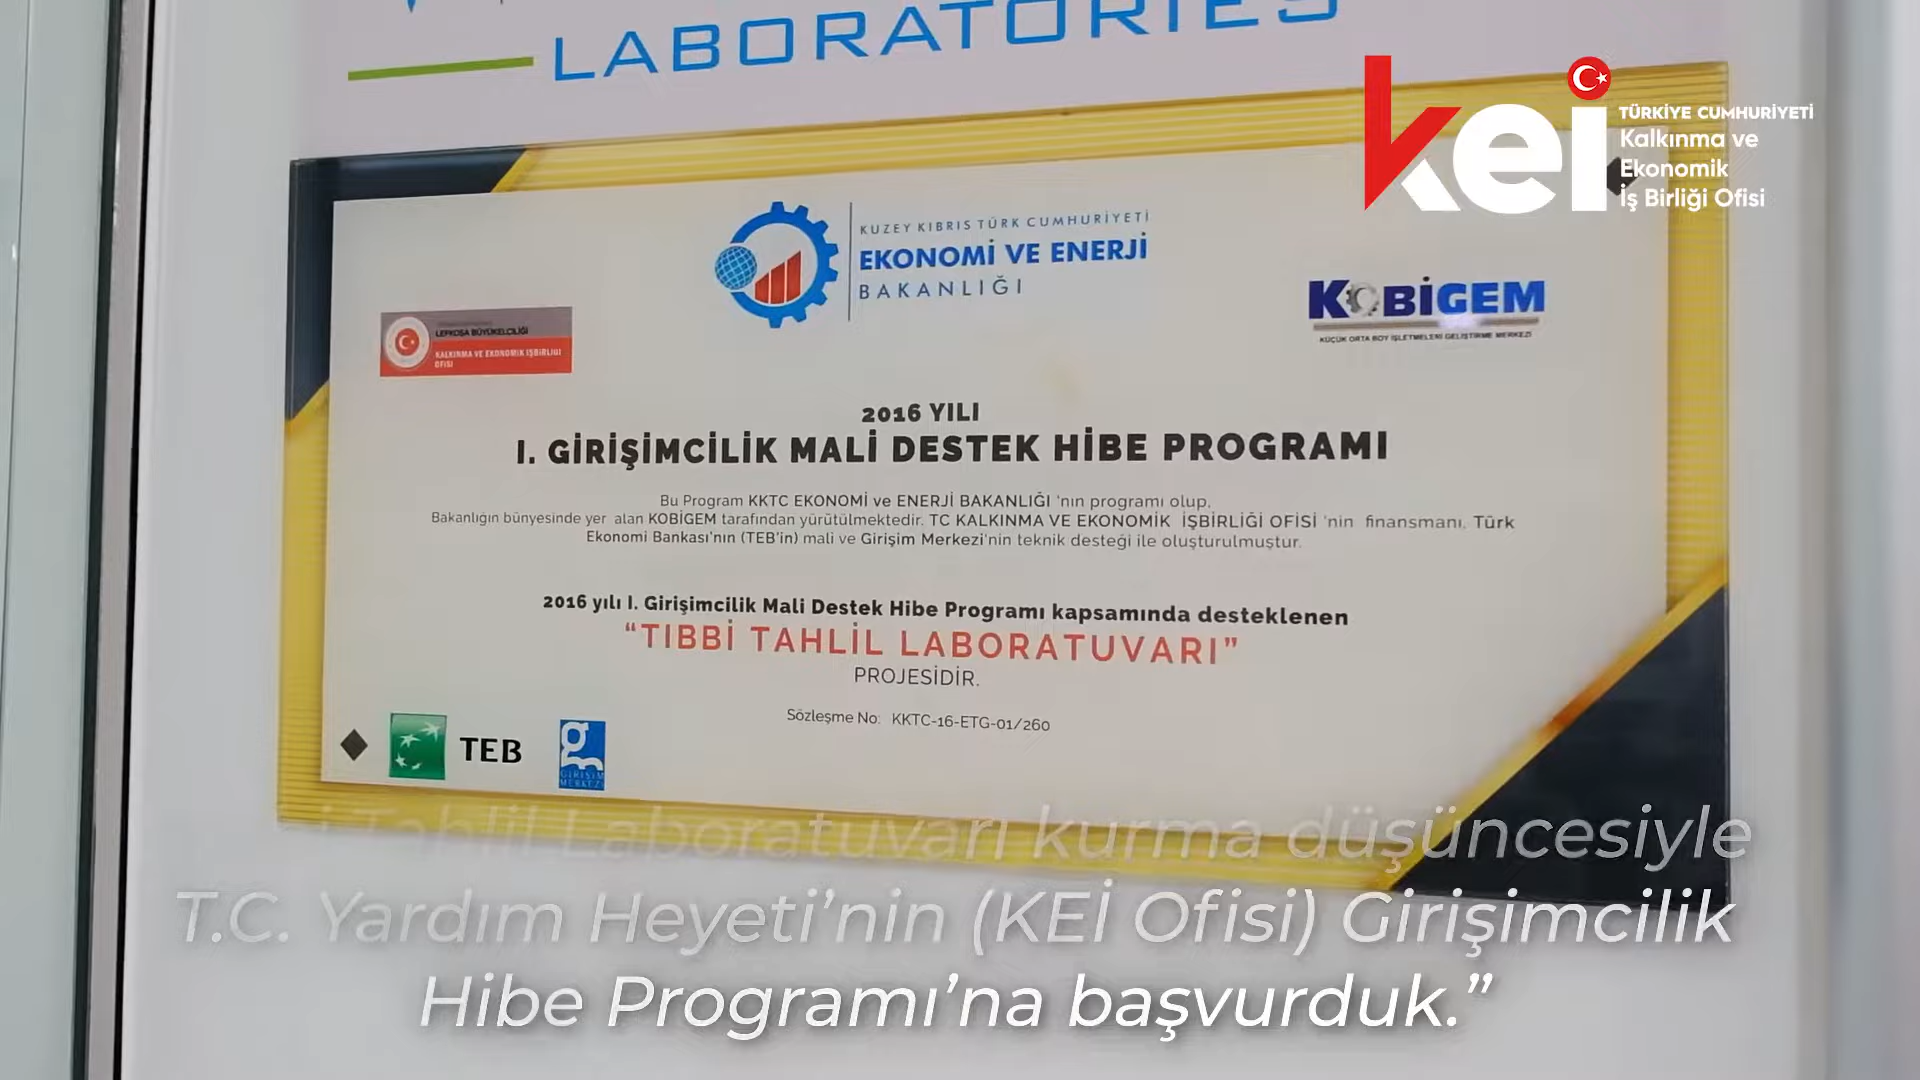 LABORATORIES
kei
TÜRKİYE CUMHURİYETİ
Kalkınma ve
Ekonomik
İş Birliği Ofisi
KUZEY KIBRIS TÜRK CUMHURİYETİ
EKONOMİ VE ENERJİ
BAKANLIĞI
LEFKOŞA BÜYÜKELÇİLİĞİ
KALKINMA VE EKONOMİK İŞBİRLİĞİ
OFİSİ
KOBİGEM
KÜÇÜK ORTA BOY İŞLETMELERİ GELİŞTİRME MERKEZİ
2016 YILI
I. GİRİŞİMCİLİK MALİ DESTEK HİBE PROGRAMI
Bu Program KKTC EKONOMİ ve ENERJİ BAKANLIĞI 'nın programı olup,
Bakanlığın bünyesinde yer alan KOBİGEM tarafından yürütülmektedir. TC KALKINMA VE EKONOMİK İŞBİRLİĞİ OFİSİ 'nin finansmanı, Türk
Ekonomi Bankası'nın (TEB'in) mali ve Girişim Merkezi'nin teknik desteği ile oluşturulmuştur.
2016 yılı I. Girişimcilik Mali Destek Hibe Programı kapsamında desteklenen
“TIBBİ TAHLİL LABORATUVARI”
PROJESİDİR.
Sözleşme No: KKTC-16-ETG-01/260
TEB
GİRİŞİM
MERKEZİ
i Tahlil Laboratuvarı kurma düşüncesiyle
T.C. Yardım Heyeti’nin (KEİ Ofisi) Girişimcilik
Hibe Programı’na başvurduk.”